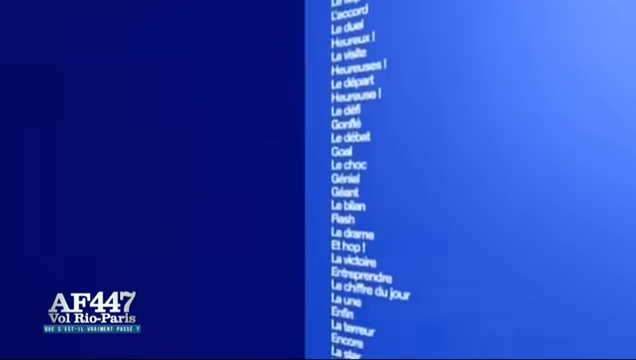 L'accord
Le duel
Heureux !
La visite
Heureuses !
Le départ
Heureuse !
Le défi
Gonflé
Le débat
Goal
Le choc
Génial
Géant
Le bilan
Flash
Le drame
Et hop !
La victoire
Entreprendre
Le chiffre du jour
La une
Enfin
La terreur
Encore
La star
AF447
Vol Rio-Paris
QUE S'EST-IL VRAIMENT PASSÉ ?